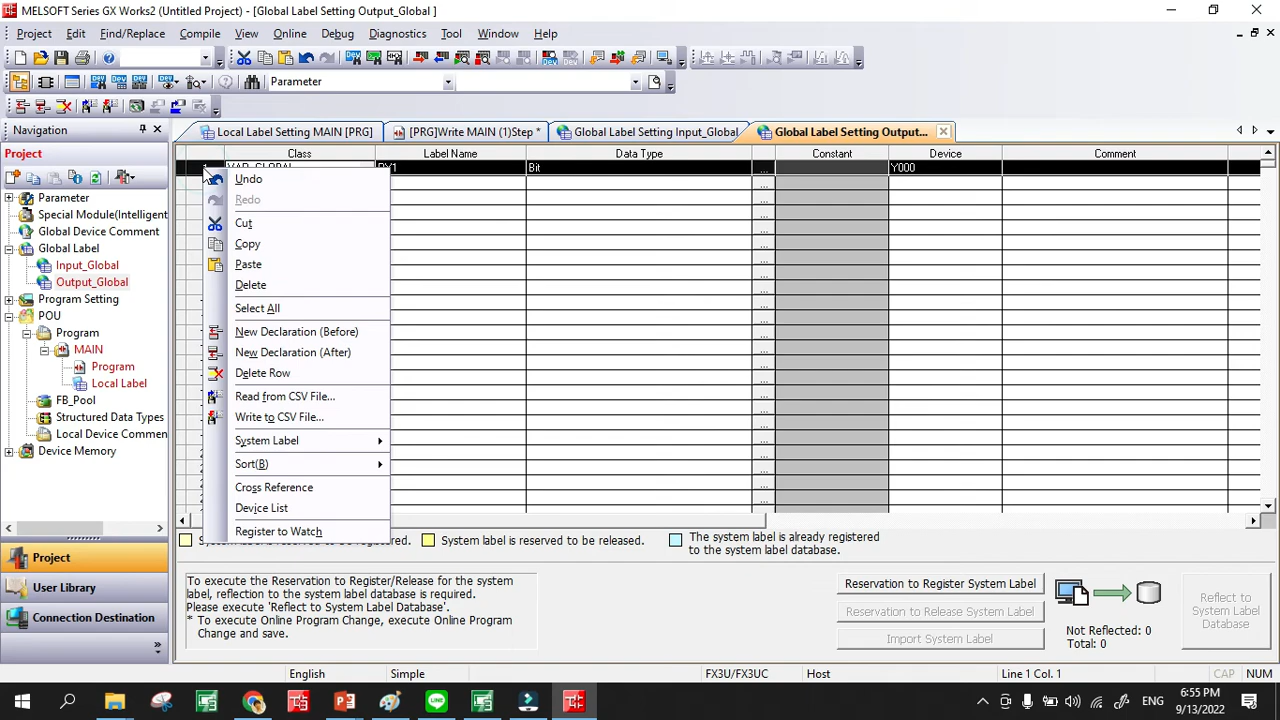 MELSOFT Series GX Works2 (Untitled Project) - [Global Label Setting Output_Global ]
Project Edit Find/Replace Compile View Online Debug Diagnostics Tool Window Help
Parameter
Navigation
Local Label Setting MAIN [PRG] [PRG]Write MAIN (1)Step * Global Label Setting Input_Global Global Label Setting Output...
Project
Class Label Name Data Type Constant Device Comment
Bit ... Y000
Parameter
Special Module(Intelligent
Global Device Comment
Global Label
Input_Global
Output_Global
Program Setting
POU
Program
MAIN
Program
Local Label
FB_Pool
Structured Data Types
Local Device Commen
Device Memory
Undo
Redo
Cut
Copy
Paste
Delete
Select All
New Declaration (Before)
New Declaration (After)
Delete Row
Read from CSV File...
Write to CSV File...
System Label
Sort(B)
Cross Reference
Device List
Register to Watch
System label is reserved to be released.
The system label is already registered
to the system label database.
Project
User Library
Connection Destination
To execute the Reservation to Register/Release for the system
label, reflection to the system label database is required.
Please execute 'Reflect to System Label Database'.
* To execute Online Program Change, execute Online Program
Change and save.
Reservation to Register System Label
Reservation to Release System Label
Import System Label
Not Reflected: 0
Total: 0
Reflect to
System Label
Database
English Simple FX3U/FX3UC Host Line 1 Col. 1 CAP NUM
ENG
6:55 PM
9/13/2022